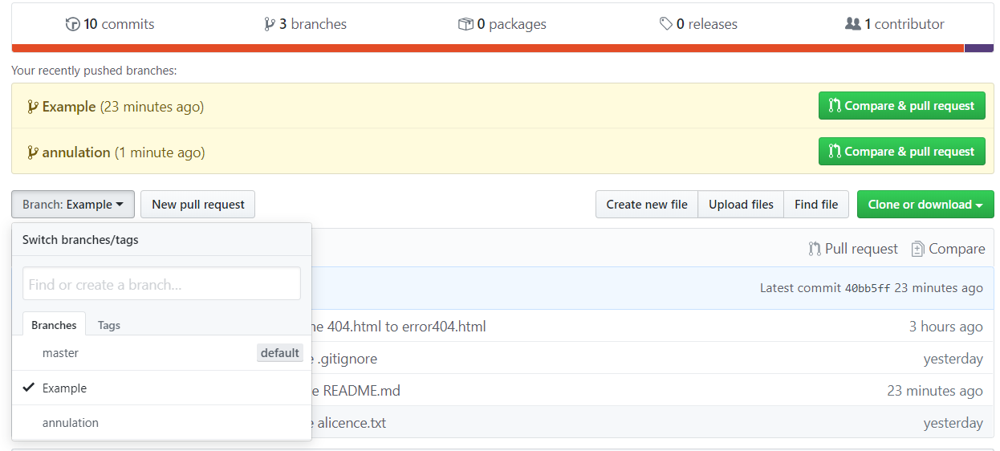 10 commits 3 branches 0 packages 0 releases 1 contributor
Your recently pushed branches:
Example (23 minutes ago) Compare & pull request
annulation (1 minute ago) Compare & pull request
Branch: Example New pull request Create new file Upload files Find file Clone or download
Switch branches/tags Pull request Compare
Find or create a branch...
Latest commit 40bb5ff 23 minutes ago
Branches Tags 404.html to error404.html 3 hours ago
master default .gitignore yesterday
Example README.md 23 minutes ago
annulation alicence.txt yesterday